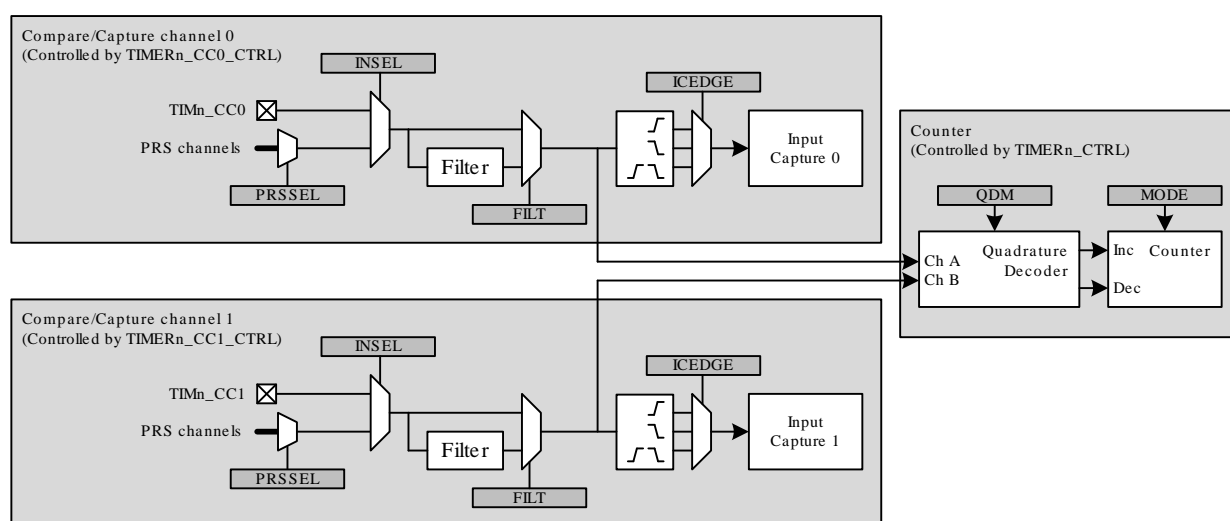 Compare/Capture channel 0
(Controlled by TIMERn_CC0_CTRL)
INSEL
ICEDGE
TIMn_CC0
PRS channels
Filter
Input
Capture 0
PRSSEL
FILT
Counter
(Controlled by TIMERn_CTRL)
QDM
MODE
Ch A
Ch B
Quadrature
Decoder
Inc
Counter
Dec
Compare/Capture channel 1
(Controlled by TIMERn_CC1_CTRL)
INSEL
ICEDGE
TIMn_CC1
PRS channels
Filter
Input
Capture 1
PRSSEL
FILT